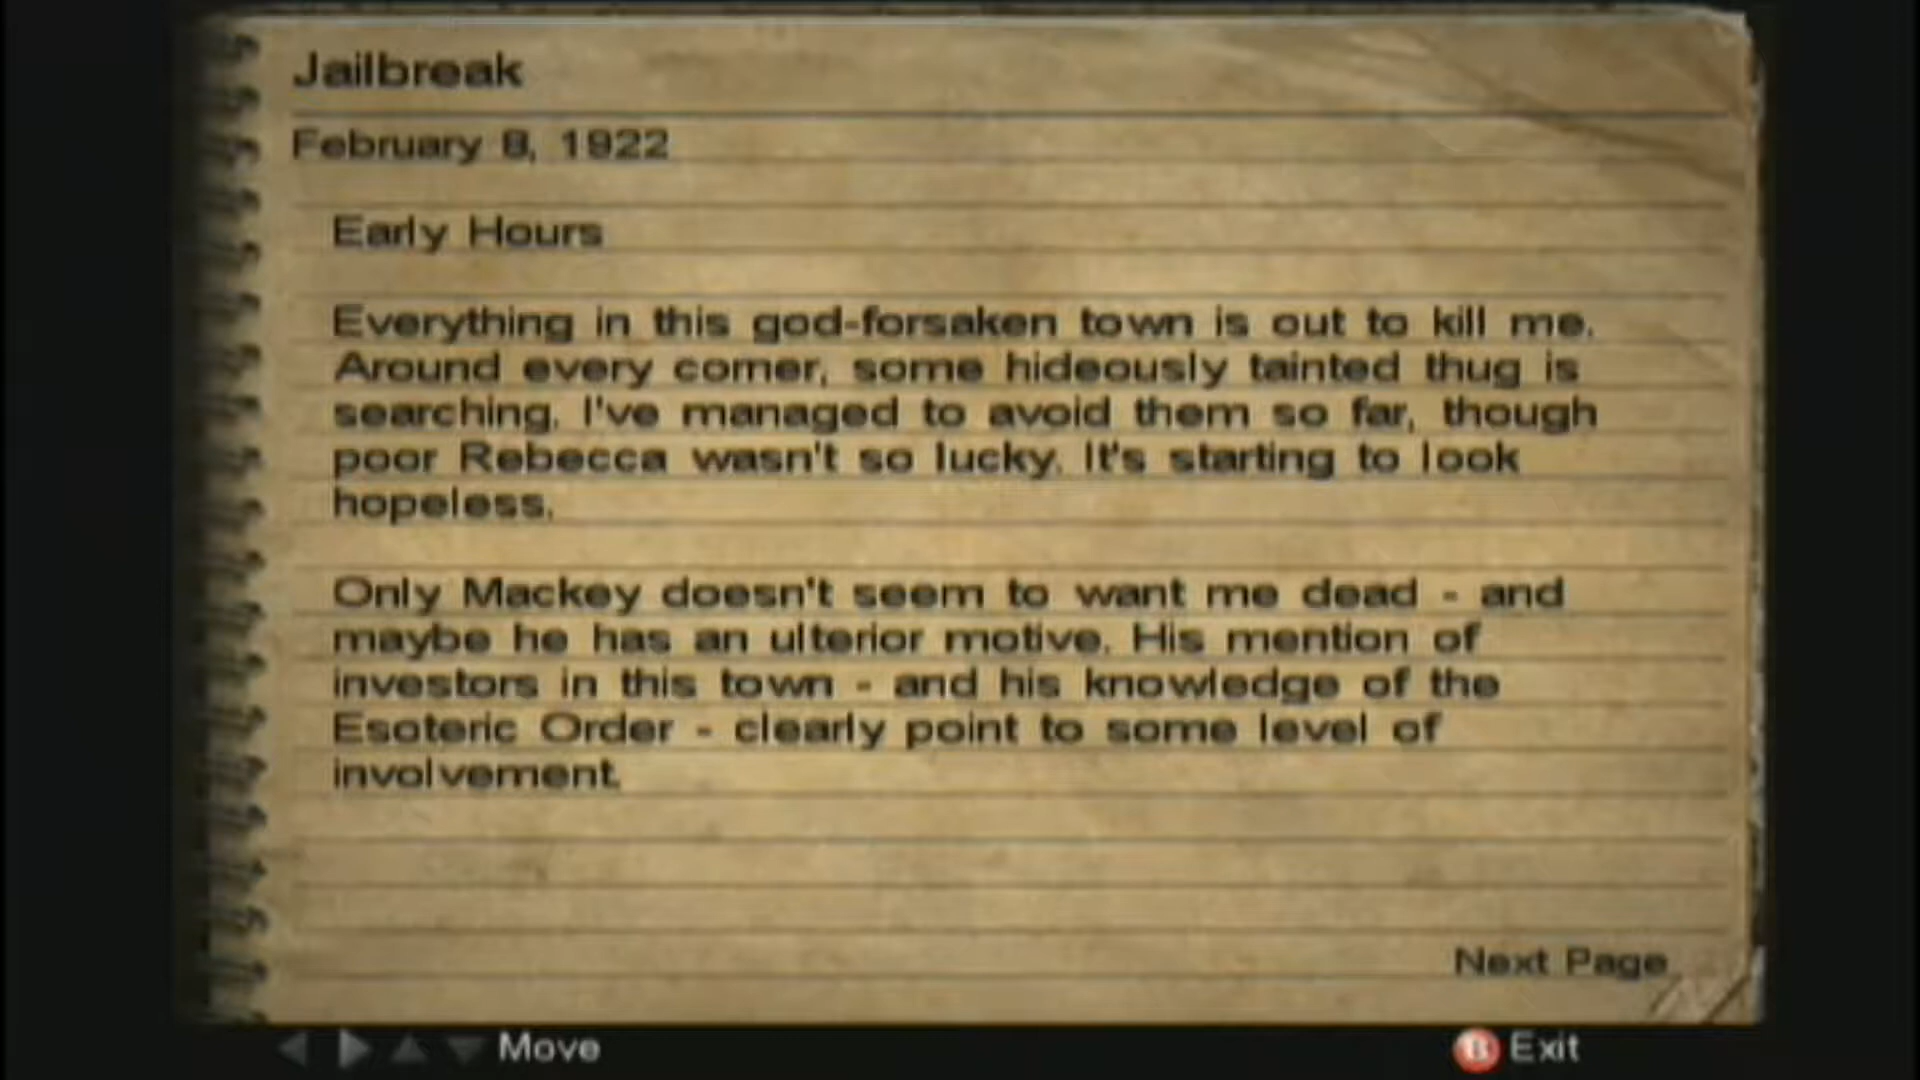 Jailbreak
February 8, 1922
Early Hours
Everything in this god-forsaken town is out to kill me.
Around every corner, some hideously tainted thug is
searching. I've managed to avoid them so far, though
poor Rebecca wasn't so lucky. It's starting to look
hopeless.
Only Mackey doesn't seem to want me dead - and
maybe he has an ulterior motive. His mention of
investors in this town - and his knowledge of the
Esoteric Order - clearly point to some level of
involvement.
Next Page
Move
B Exit